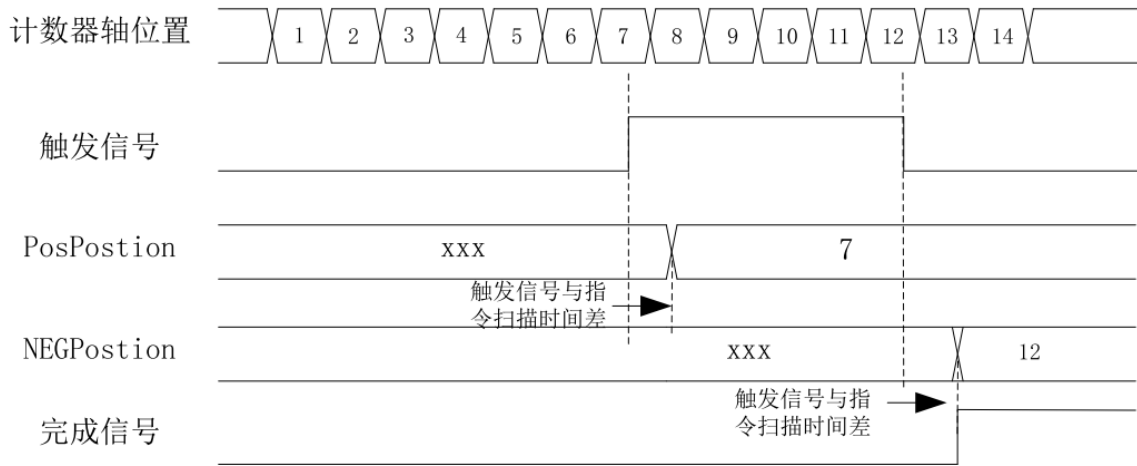 计数器轴位置 1 2 3 4 5 6 7 8 9 10 11 12 13 14
触发信号
PosPostion xxx 7
触发信号与指
令扫描时间差
NEGPostion xxx 12
触发信号与指
令扫描时间差
完成信号